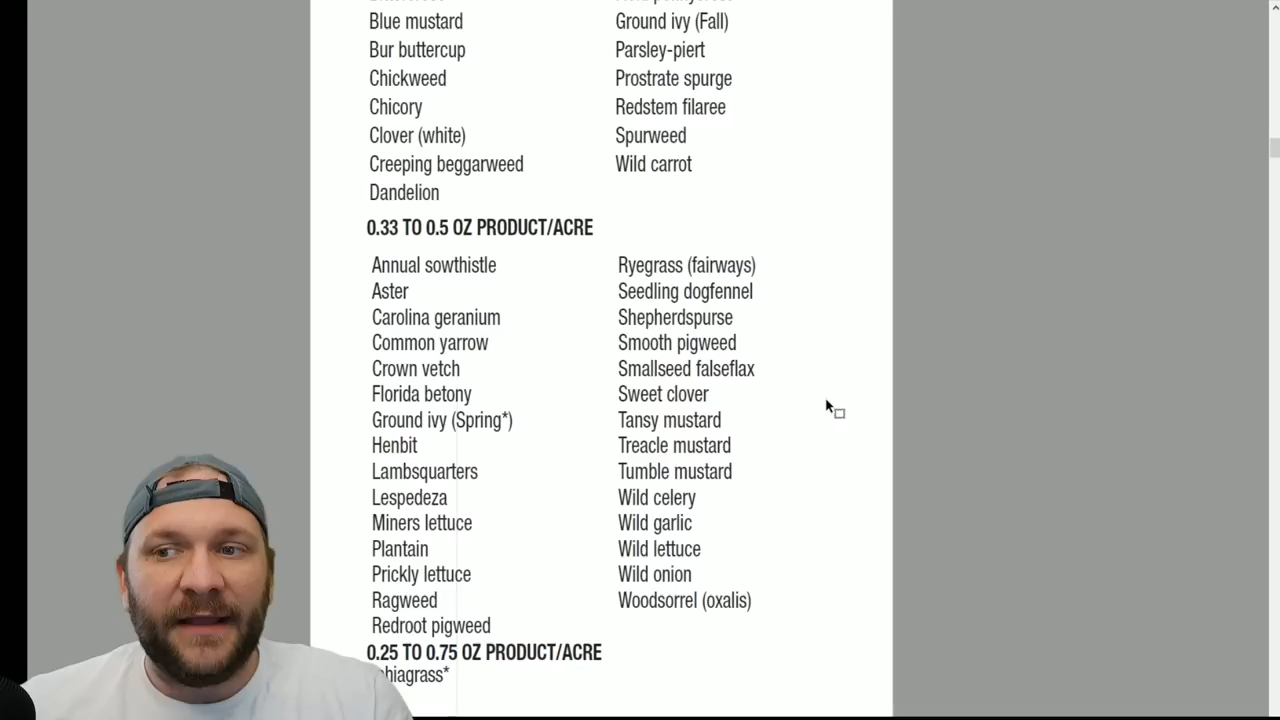 Blue mustard
Bur buttercup
Chickweed
Chicory
Clover (white)
Creeping beggarweed
Dandelion
Ground ivy (Fall)
Parsley-piert
Prostrate spurge
Redstem filaree
Spurweed
Wild carrot
0.33 TO 0.5 OZ PRODUCT/ACRE
Annual sowthistle
Aster
Carolina geranium
Common yarrow
Crown vetch
Florida betony
Ground ivy (Spring*)
Henbit
Lambsquarters
Lespedeza
Miners lettuce
Plantain
Prickly lettuce
Ragweed
Redroot pigweed
Ryegrass (fairways)
Seedling dogfennel
Shepherdspurse
Smooth pigweed
Smallseed falseflax
Sweet clover
Tansy mustard
Treacle mustard
Tumble mustard
Wild celery
Wild garlic
Wild lettuce
Wild onion
Woodsorrel (oxalis)
0.25 TO 0.75 OZ PRODUCT/ACRE